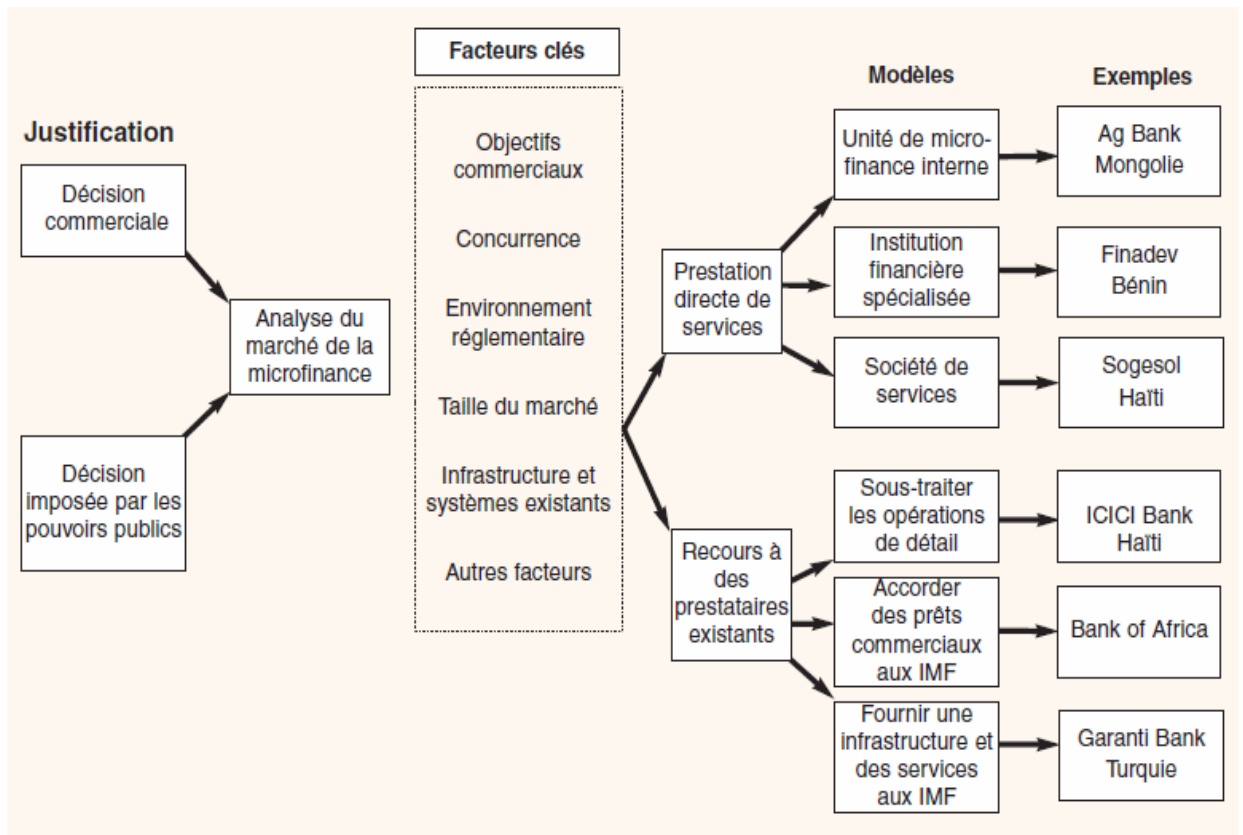 Justification
Décision
commerciale
Décision
imposée par les
pouvoirs publics
Analyse du
marché de la
microfinance
Facteurs clés
Objectifs
commerciaux
Concurrence
Environnement
réglementaire
Taille du marché
Infrastructure et
systèmes existants
Autres facteurs
Prestation
directe de
services
Recours à
des
prestataires
existants
Modèles
Unité de micro-
finance interne
Institution
financière
spécialisée
Société de
services
Sous-traiter
les opérations
de détail
Accorder
des prêts
commerciaux
aux IMF
Fournir une
infrastructure et
des services
aux IMF
Exemples
Ag Bank
Mongolie
Finadev
Bénin
Sogesol
Haïti
ICICI Bank
Haïti
Bank of Africa
Garanti Bank
Turquie